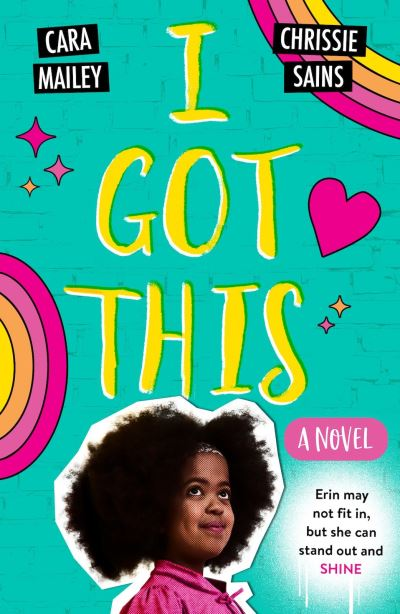 CARA
MAILEY
CHRISSIE
SAINS
I
GOT
THIS
A NOVEL
Erin may
not fit in,
but she can
stand out and
SHINE